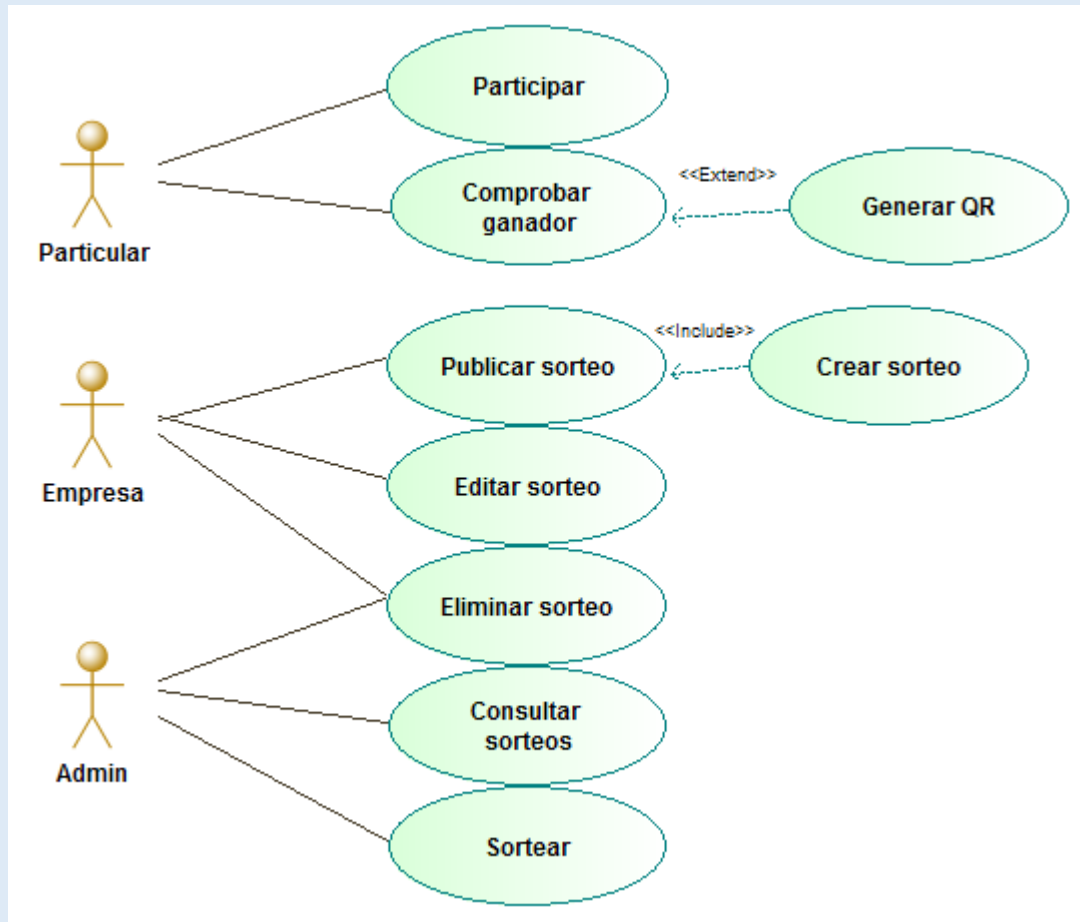 Participar
Comprobar
ganador
<<Extend>>
Generar QR
Particular
Publicar sorteo
<<Include>>
Crear sorteo
Empresa
Editar sorteo
Eliminar sorteo
Consultar
sorteos
Admin
Sortear